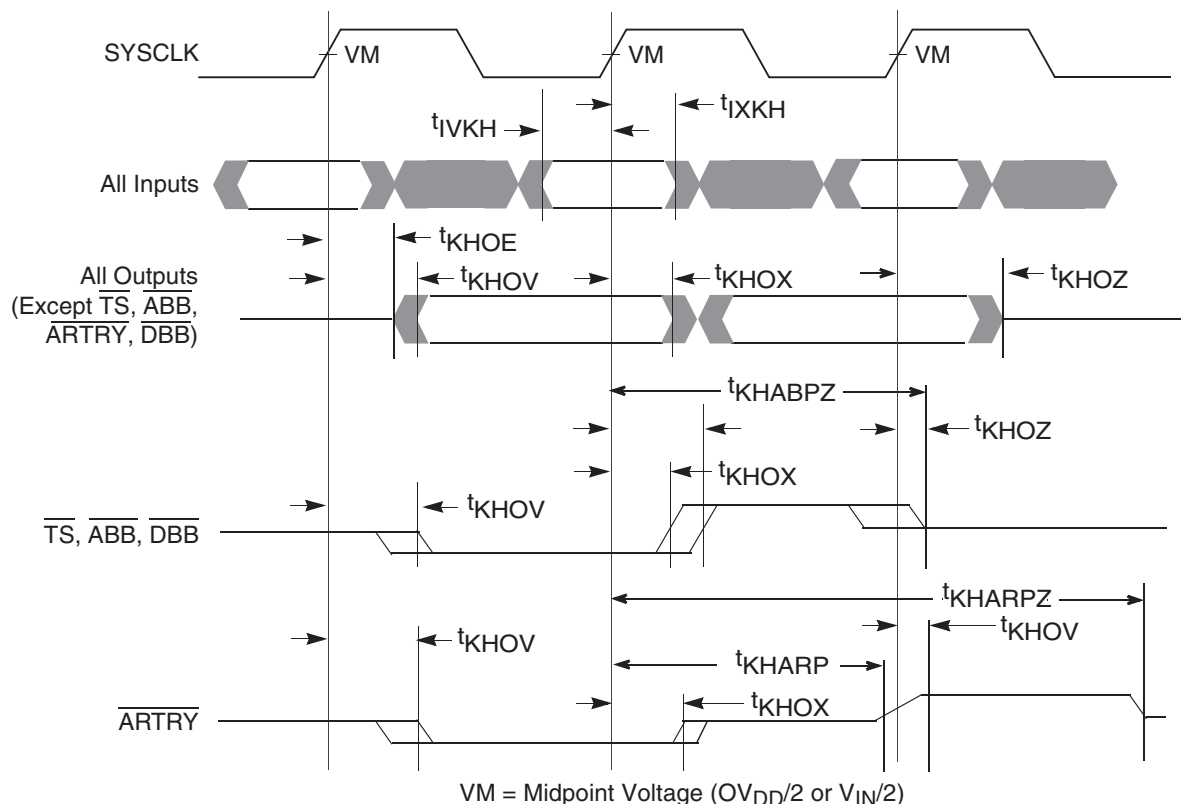 SYSCLK VM VM VM
tIVKH tIXKH
All Inputs
tKHOE
All Outputs
(Except TS, ABB,
ARTRY, DBB)
tKHOV tKHOX tKHOZ
tKHABPZ
tKHOZ
tKHOX
tKHOV
TS, ABB, DBB
tKHARPZ
tKHOV tKHOV
tKHARP
tKHOX
ARTRY
VM = Midpoint Voltage (OVDD/2 or VIN/2)